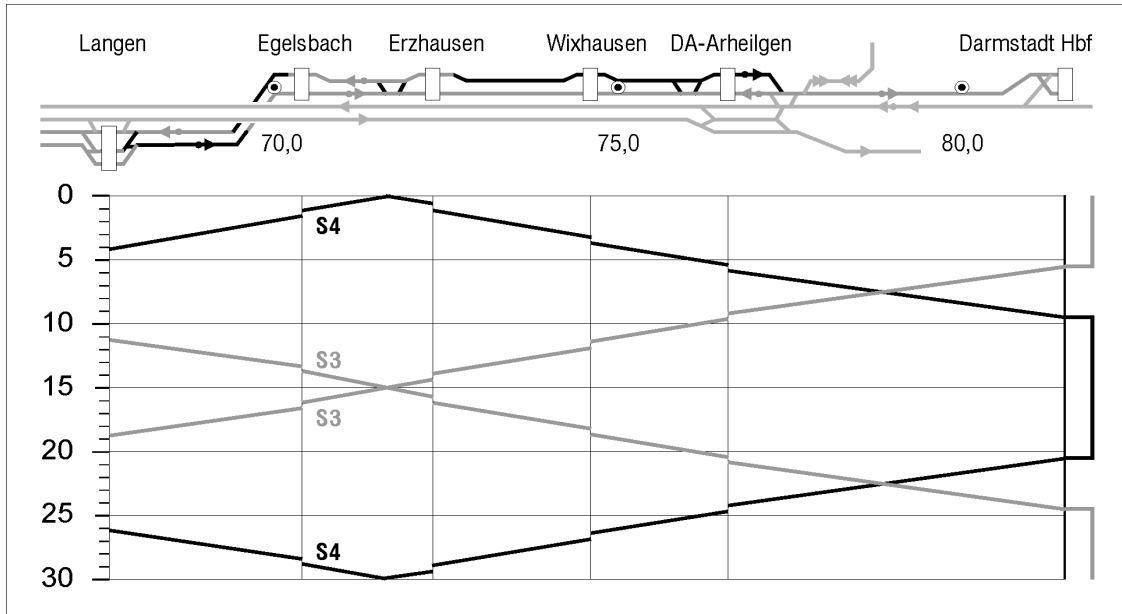 Langen Egelsbach Erzhausen Wixhausen DA-Arheilgen Darmstadt Hbf
70,0 75,0 80,0
0
S4
5
10
S3
15
S3
20
25
S4
30